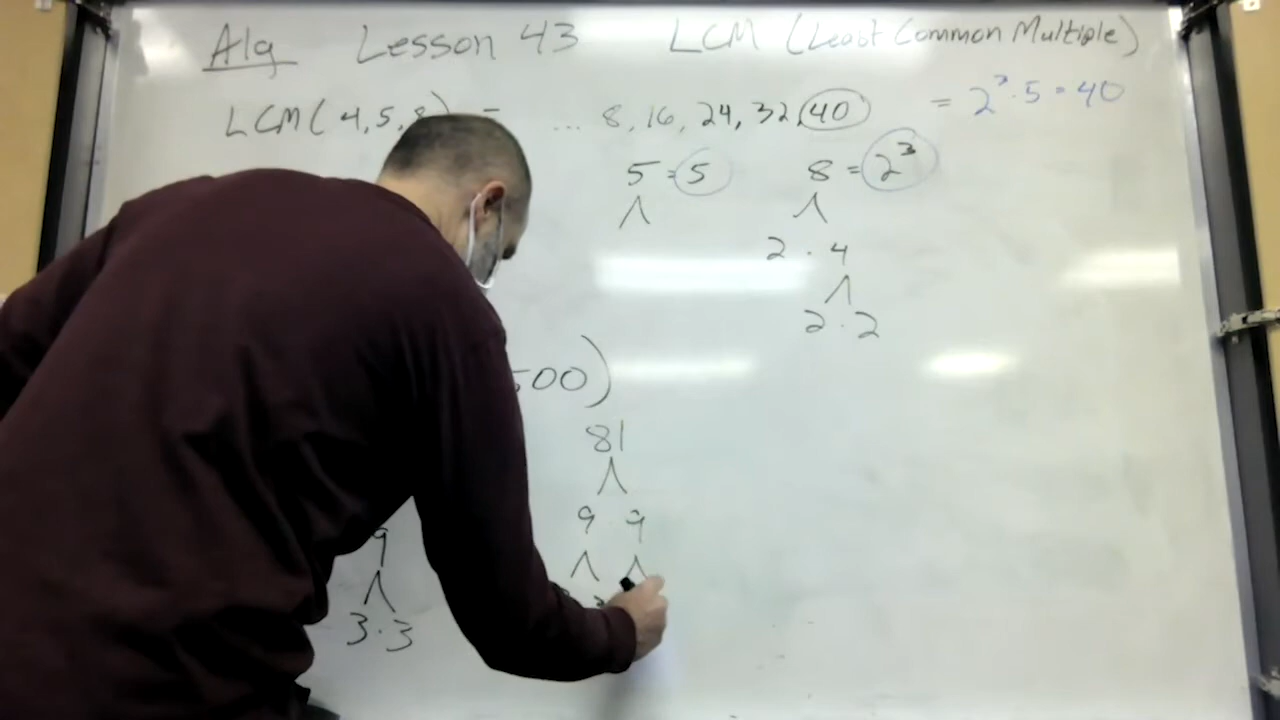 Alg Lesson 43 LCM (Least Common Multiple)
LCM(4,5,8) = ... 8, 16, 24, 32, 40 = 2³·5 = 40
5 = 5 8 = 2³
2 · 4
2 · 2
500)
81
9 9
9
3·3